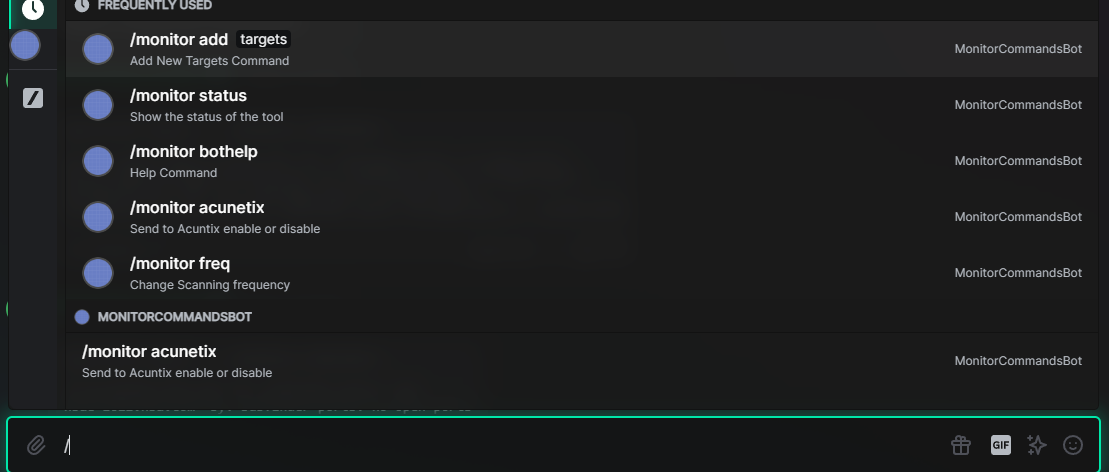 FREQUENTLY USED
/monitor add targets
MonitorCommandsBot
Add New Targets Command
/monitor status
MonitorCommandsBot
Show the status of the tool
/monitor bothelp
MonitorCommandsBot
Help Command
/monitor acunetix
MonitorCommandsBot
Send to Acuntix enable or disable
/monitor freq
MonitorCommandsBot
Change Scanning frequency
MONITORCOMMANDSBOT
/monitor acunetix
MonitorCommandsBot
Send to Acuntix enable or disable
/
GIF